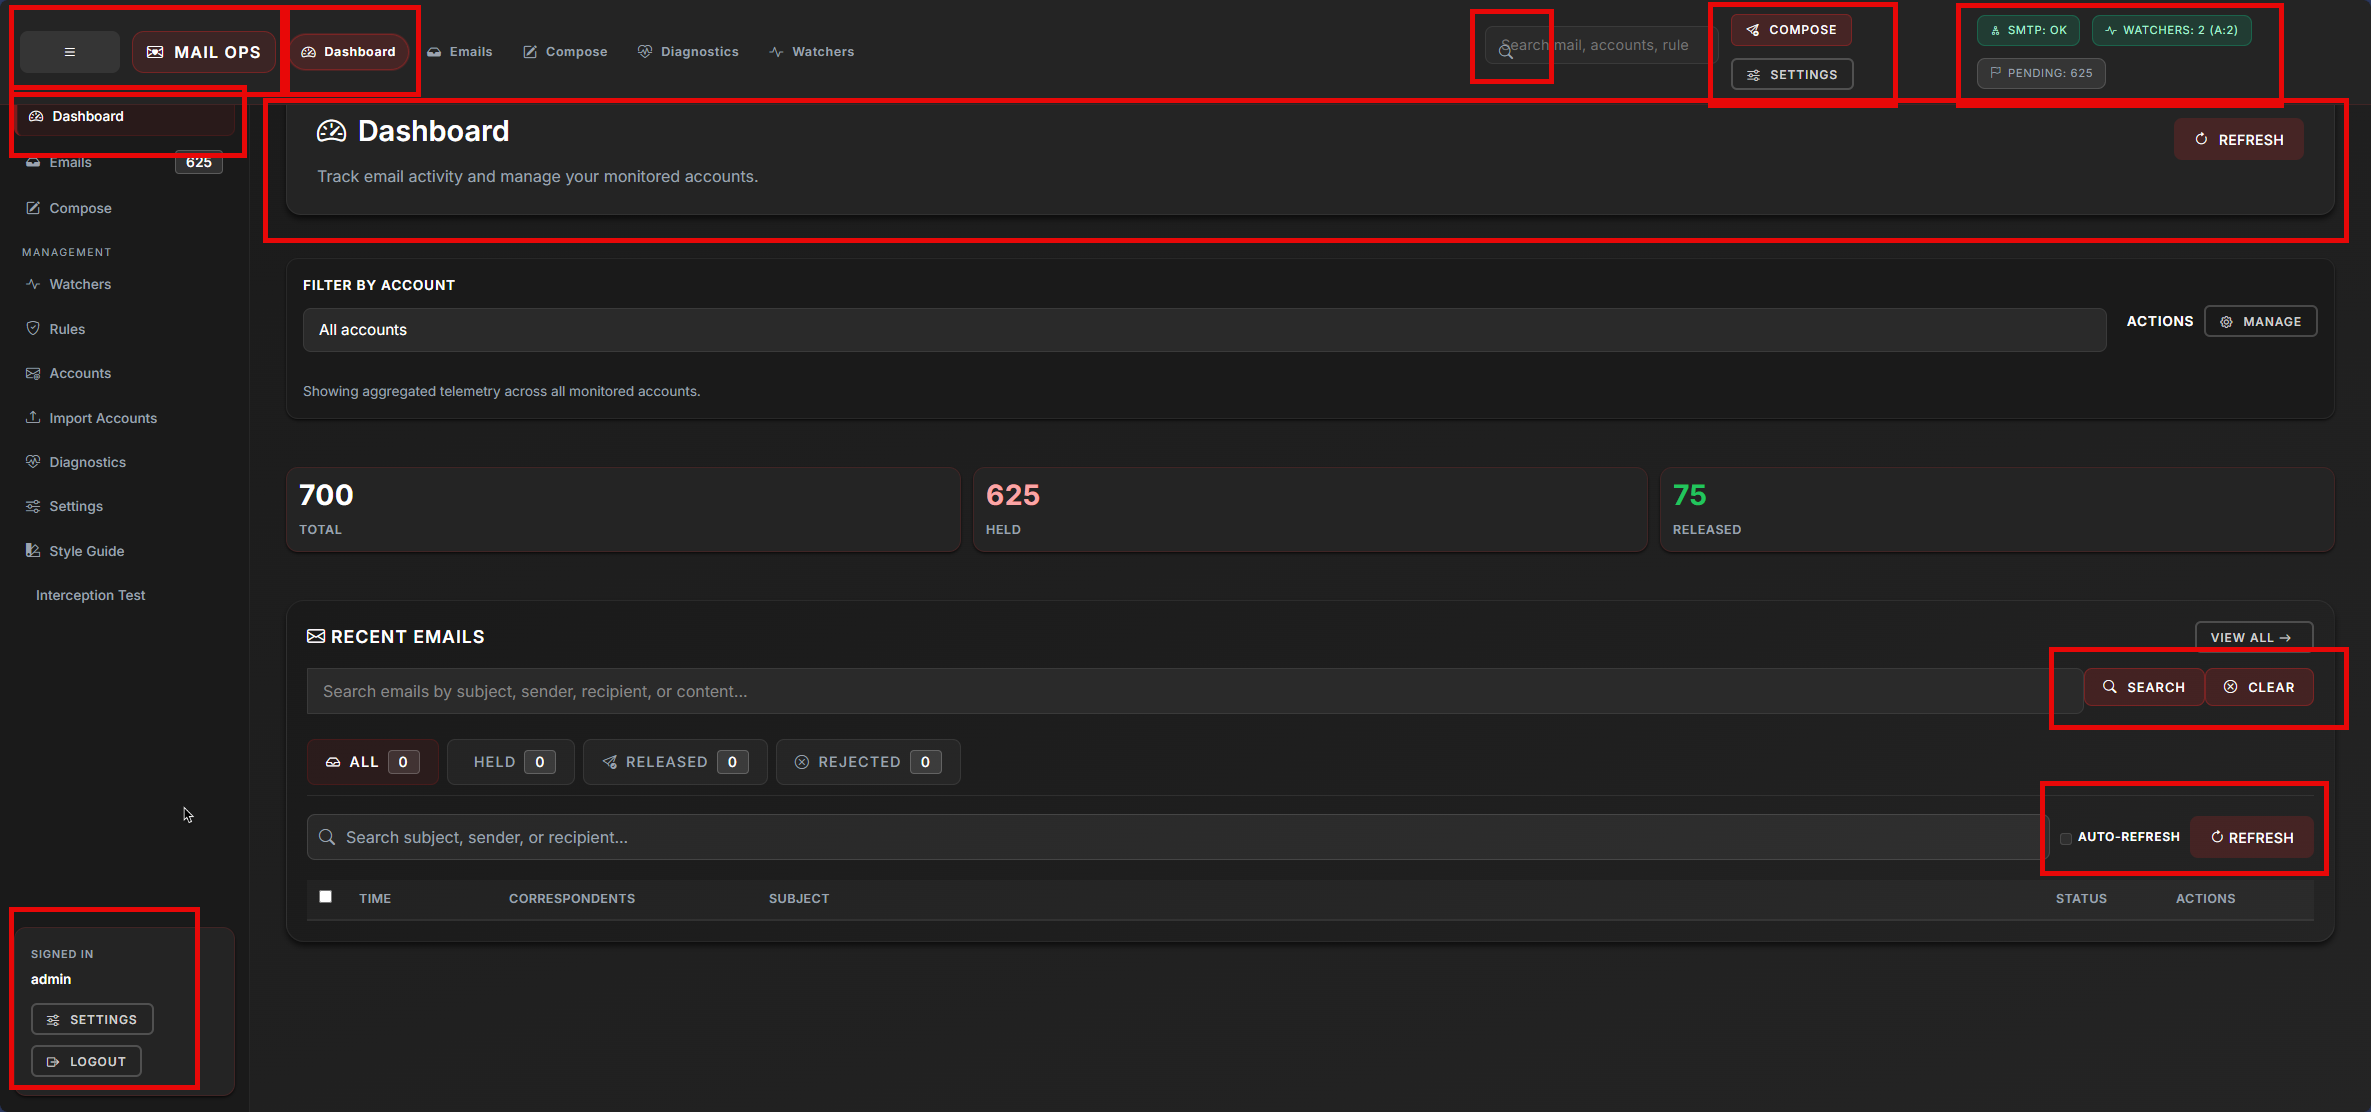 MAIL OPS
Dashboard
Emails
Compose
Diagnostics
Watchers
Search mail, accounts, rule
COMPOSE
SETTINGS
SMTP: OK
WATCHERS: 2 (A:2)
PENDING: 625
Dashboard
Emails 625
Compose
MANAGEMENT
Watchers
Rules
Accounts
Import Accounts
Diagnostics
Settings
Style Guide
Interception Test
SIGNED IN
admin
SETTINGS
LOGOUT
Dashboard
REFRESH
Track email activity and manage your monitored accounts.
FILTER BY ACCOUNT
All accounts
ACTIONS
MANAGE
Showing aggregated telemetry across all monitored accounts.
700
TOTAL
625
HELD
75
RELEASED
RECENT EMAILS
VIEW ALL →
Search emails by subject, sender, recipient, or content...
SEARCH
CLEAR
ALL 0
HELD 0
RELEASED 0
REJECTED 0
Search subject, sender, or recipient...
AUTO-REFRESH
REFRESH
TIME
CORRESPONDENTS
SUBJECT
STATUS
ACTIONS